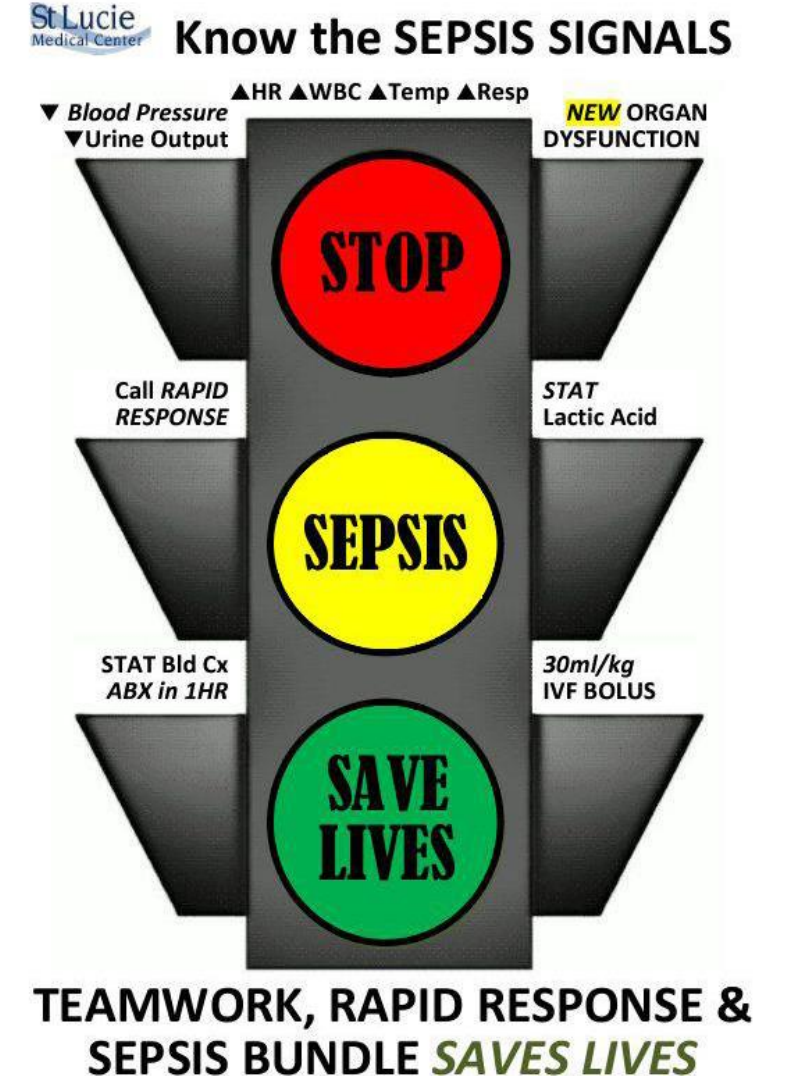 St Lucie
Medical Center
Know the SEPSIS SIGNALS
▲HR ▲WBC ▲Temp ▲Resp
▼ Blood Pressure
▼Urine Output
NEW ORGAN
DYSFUNCTION
STOP
Call RAPID
RESPONSE
STAT
Lactic Acid
SEPSIS
STAT Bld Cx
ABX in 1HR
30ml/kg
IVF BOLUS
SAVE
LIVES
TEAMWORK, RAPID RESPONSE &
SEPSIS BUNDLE SAVES LIVES